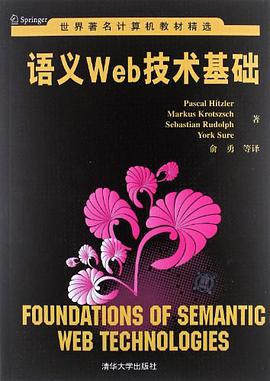 Springer
世界著名计算机教材精选
语义Web技术基础
Pascal Hitzler
Markus Krotzsch
Sebastian Rudolph
York Sure
著
俞勇 等译
FOUNDATIONS OF SEMANTIC
WEB TECHNOLOGIES
清华大学出版社